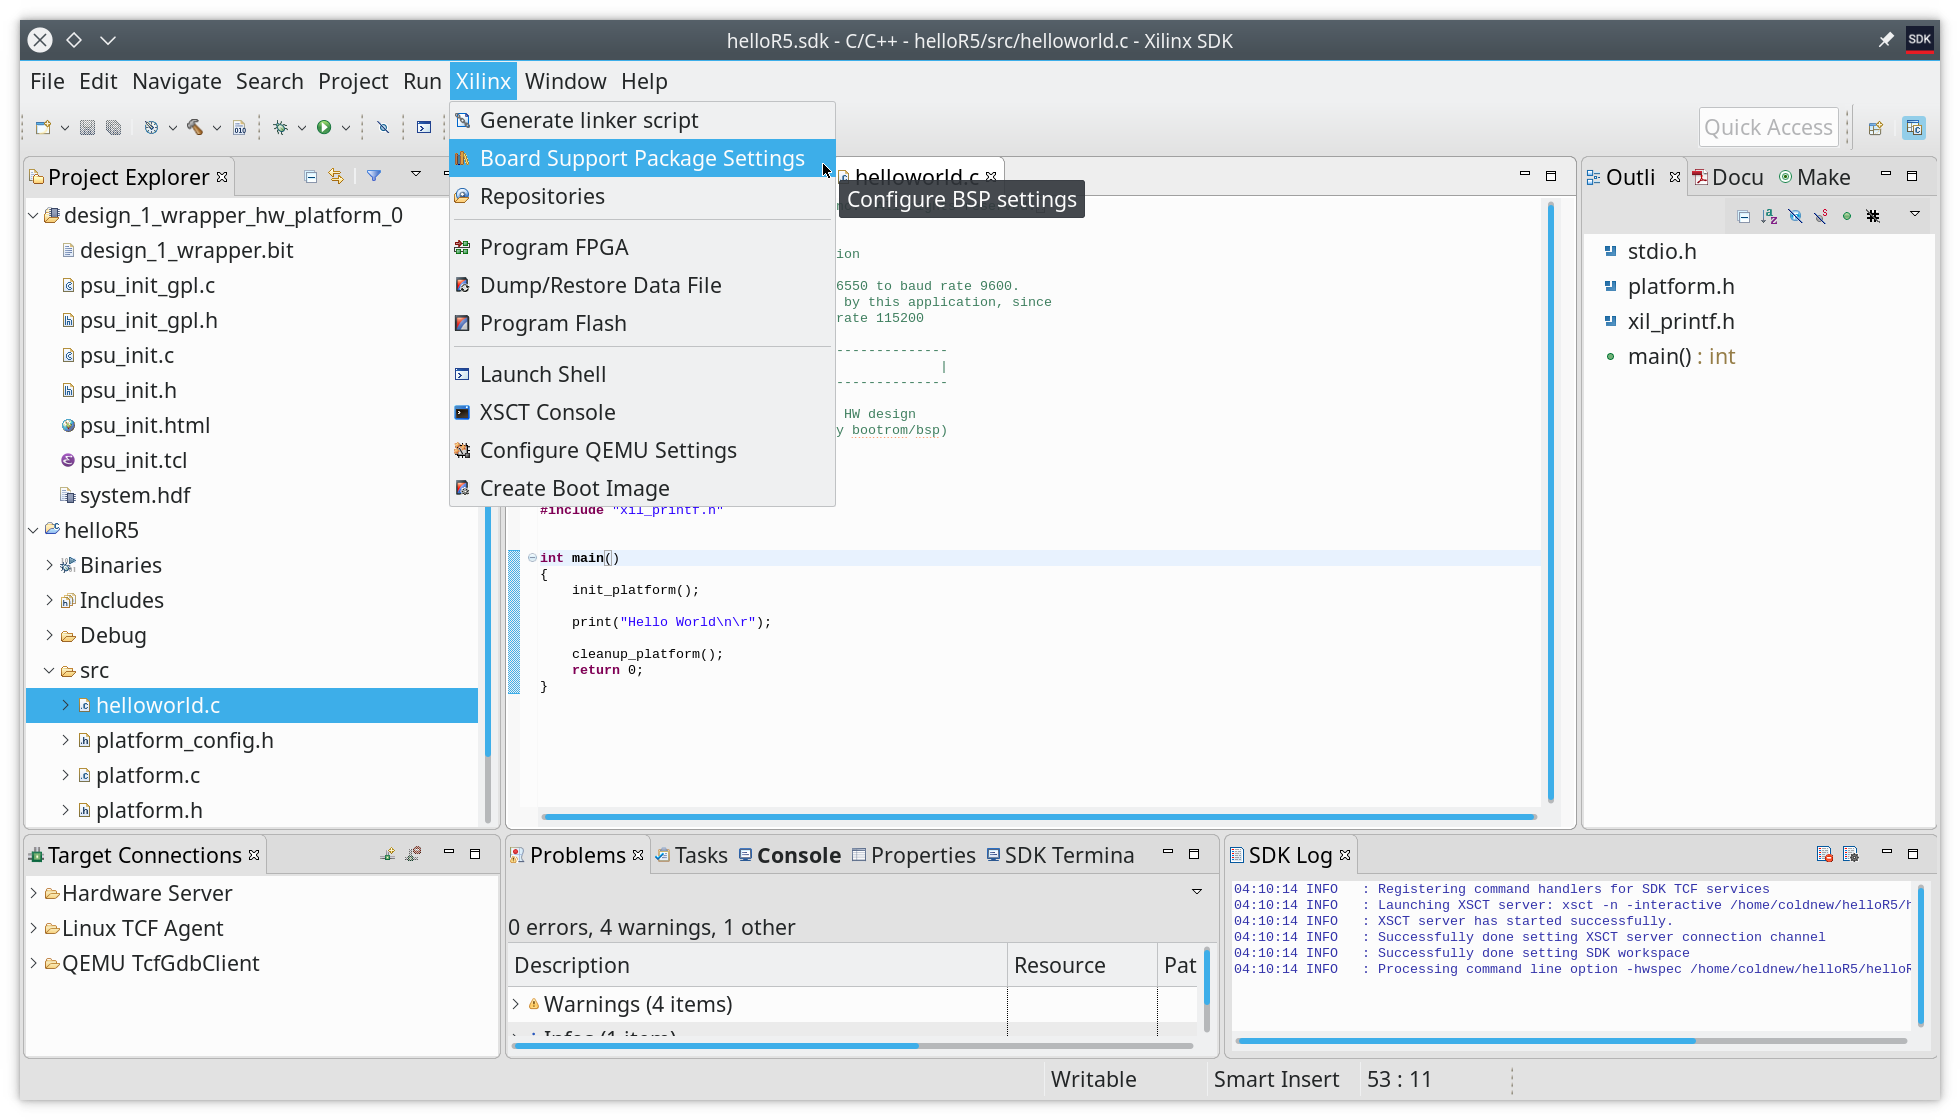 helloR5.sdk - C/C++ - helloR5/src/helloworld.c - Xilinx SDK
SDK
File Edit Navigate Search Project Run Xilinx Window Help
Quick Access
Generate linker script
Board Support Package Settings
Repositories
Program FPGA
Dump/Restore Data File
Program Flash
Launch Shell
XSCT Console
Configure QEMU Settings
Create Boot Image
Configure BSP settings
Project Explorer
design_1_wrapper_hw_platform_0
design_1_wrapper.bit
psu_init_gpl.c
psu_init_gpl.h
psu_init.c
psu_init.h
psu_init.html
psu_init.tcl
system.hdf
helloR5
Binaries
Includes
Debug
src
helloworld.c
platform_config.h
platform.c
platform.h
helloworld.c
ion
6550 to baud rate 9600.
by this application, since
rate 115200
--------------
|
--------------
HW design
y bootrom/bsp)
#include "xil_printf.h"
int main()
{
init_platform();
print("Hello World\n\r");
cleanup_platform();
return 0;
}
Outli Docu Make
stdio.h
platform.h
xil_printf.h
main() : int
Target Connections
Hardware Server
Linux TCF Agent
QEMU TcfGdbClient
Problems Tasks Console Properties SDK Termina
0 errors, 4 warnings, 1 other
Description Resource Pat
Warnings (4 items)
Infos (1 item)
SDK Log
04:10:14 INFO : Registering command handlers for SDK TCF services
04:10:14 INFO : Launching XSCT server: xsct -n -interactive /home/coldnew/helloR5/h
04:10:14 INFO : XSCT server has started successfully.
04:10:14 INFO : Successfully done setting XSCT server connection channel
04:10:14 INFO : Successfully done setting SDK workspace
04:10:14 INFO : Processing command line option -hwspec /home/coldnew/helloR5/helloR
Writable Smart Insert 53 : 11